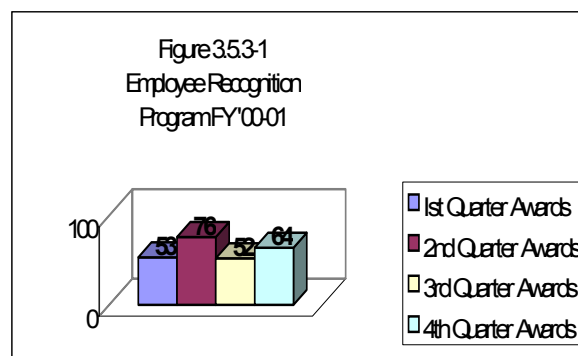 Figure 3.5.3-1
Employee Recognition
Program FY'00-01
100
0
53
76
52
64
1st Quarter Awards
2nd Quarter Awards
3rd Quarter Awards
4th Quarter Awards